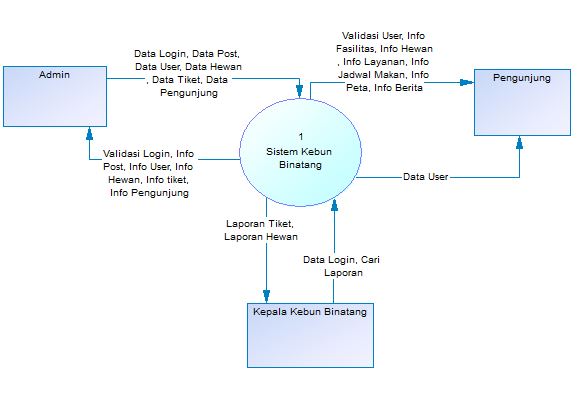 Admin
Data Login, Data Post,
Data User, Data Hewan
, Data Tiket, Data
Pengunjung
Validasi User, Info
Fasilitas, Info Hewan
, Info Layanan, Info
Jadwal Makan, Info
Peta, Info Berita
Pengunjung
1
Sistem Kebun
Binatang
Validasi Login, Info
Post, Info User, Info
Hewan, Info tiket,
Info Pengunjung
Data User
Laporan Tiket,
Laporan Hewan
Data Login, Cari
Laporan
Kepala Kebun Binatang